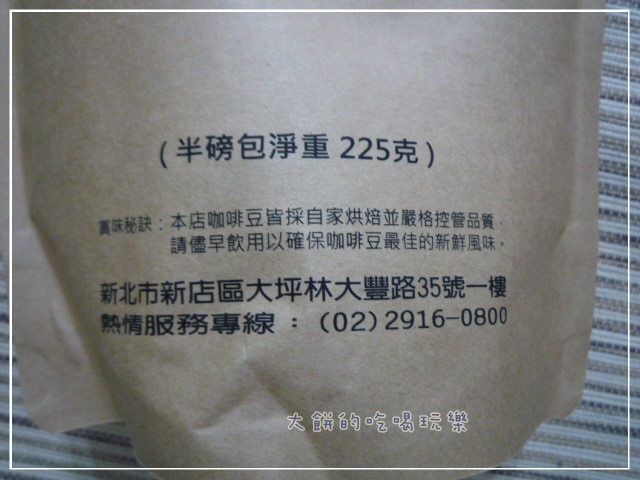 (半磅包淨重 225克)
賞味秘訣:本店咖啡豆皆採自家烘焙並嚴格控管品質.
請儘早飲用以確保咖啡豆最佳的新鮮風味,
新北市新店區大坪林大豐路35號一樓
熱情服務專線:(02)2916-0800
大餅的吃喝玩樂